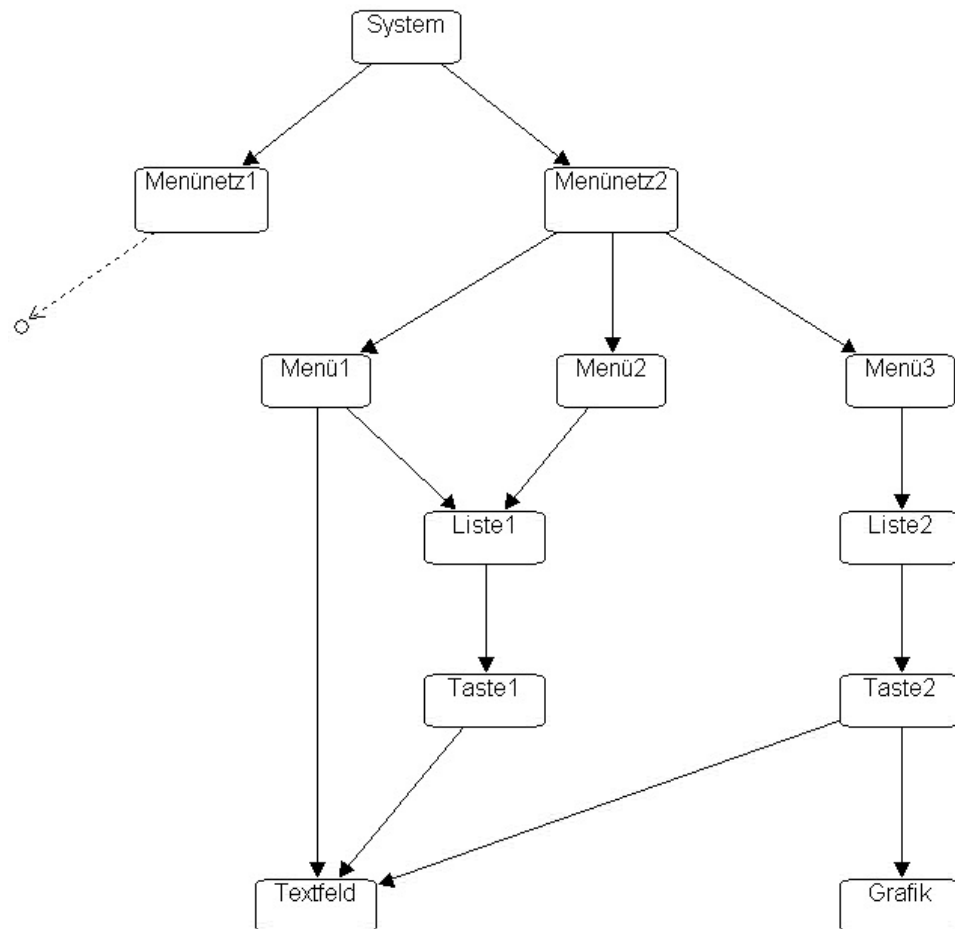 System
Menünetz1
Menünetz2
Menü1
Menü2
Menü3
Liste1
Liste2
Taste1
Taste2
Textfeld
Grafik